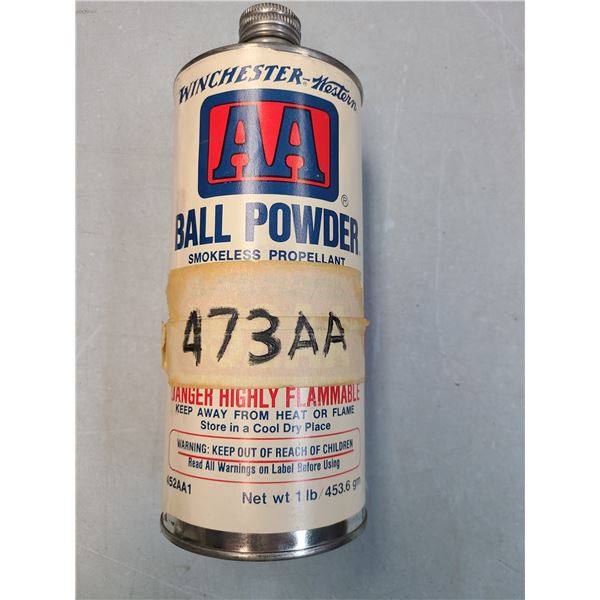 WINCHESTER-Western
AA
®
BALL POWDER
SMOKELESS PROPELLANT
473AA
DANGER HIGHLY FLAMMABLE
KEEP AWAY FROM HEAT OR FLAME
Store in a Cool Dry Place
WARNING: KEEP OUT OF REACH OF CHILDREN
Read All Warnings on Label Before Using
452AA1
Net wt 1 lb/453.6 gm